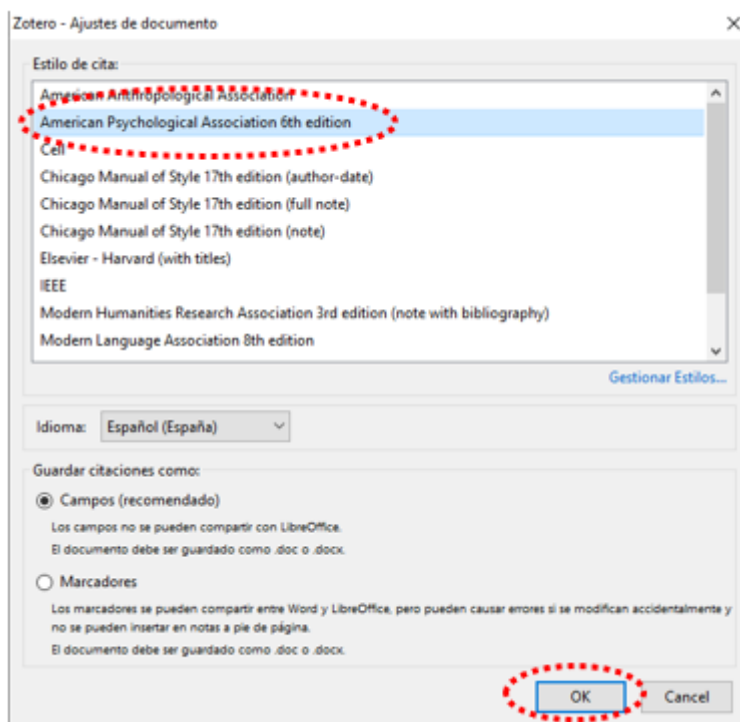 Zotero - Ajustes de documento
Estilo de cita:
American Anthropological Association
American Psychological Association 6th edition
Cell
Chicago Manual of Style 17th edition (author-date)
Chicago Manual of Style 17th edition (full note)
Chicago Manual of Style 17th edition (note)
Elsevier - Harvard (with titles)
IEEE
Modern Humanities Research Association 3rd edition (note with bibliography)
Modern Language Association 8th edition
Gestionar Estilos...
Idioma: Español (España)
Guardar citaciones como:
Campos (recomendado)
Los campos no se pueden compartir con LibreOffice.
El documento debe ser guardado como .doc o .docx.
Marcadores
Los marcadores se pueden compartir entre Word y LibreOffice, pero pueden causar errores si se modifican accidentalmente y
no se pueden insertar en notas a pie de página.
El documento debe ser guardado como .doc o .docx.
OK Cancel